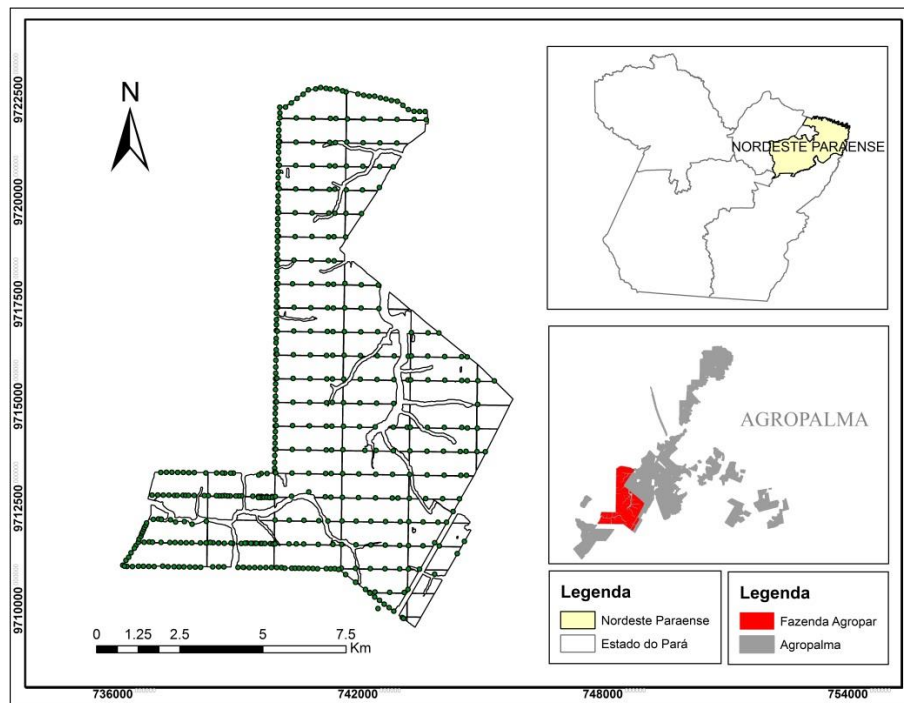 N
9722500
9720000
9717500
9715000
9712500
9710000
0 1.25 2.5 5 7.5
Km
736000 742000 748000 754000
NORDESTE PARAENSE
AGROPALMA
Legenda
Nordeste Paraense
Estado do Pará
Legenda
Fazenda Agropar
Agropalma